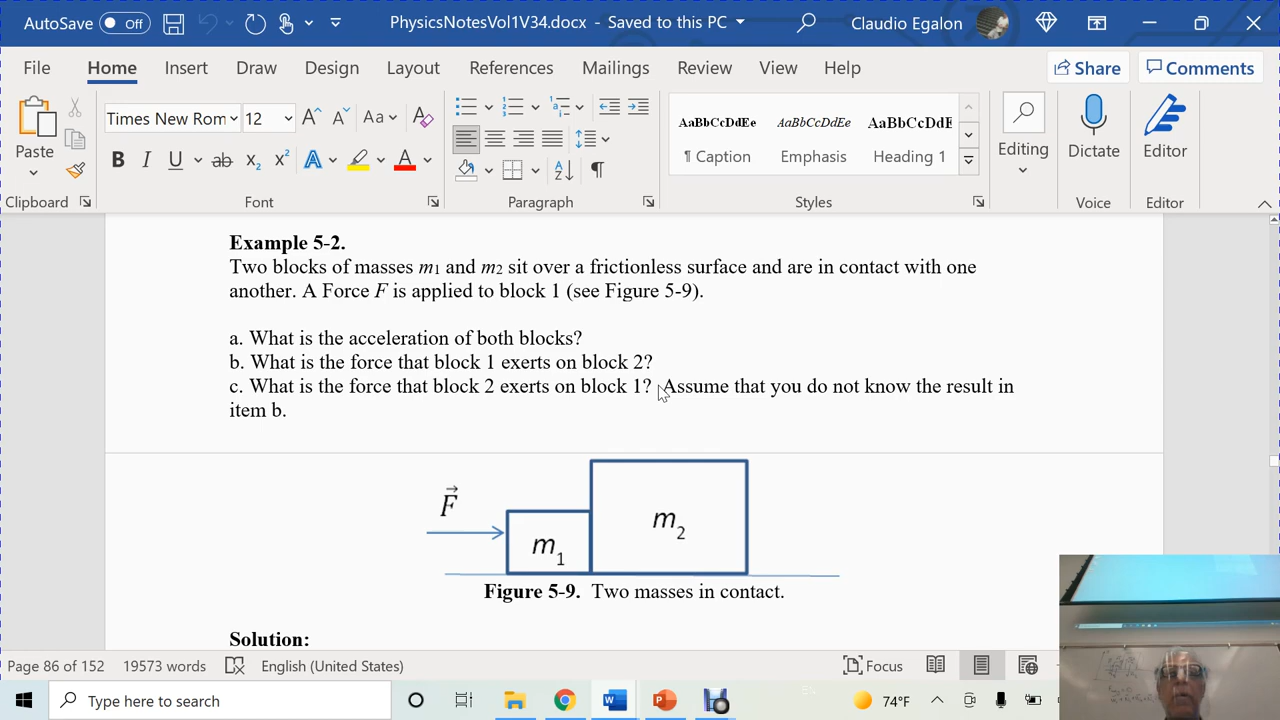 AutoSave Off PhysicsNotesVol1V34.docx - Saved to this PC Claudio Egalon
File Home Insert Draw Design Layout References Mailings Review View Help Share Comments
Times New Rom 12 Aa
AaBbCcDdEe AaBbCcDdEe AaBbCcDdE
Paste B I U ab x₂ x² A A ¶ ¶ Caption Emphasis Heading 1 Editing Dictate Editor
Clipboard Font Paragraph Styles Voice Editor
Example 5-2.
Two blocks of masses m1 and m2 sit over a frictionless surface and are in contact with one
another. A Force F is applied to block 1 (see Figure 5-9).
a. What is the acceleration of both blocks?
b. What is the force that block 1 exerts on block 2?
c. What is the force that block 2 exerts on block 1? Assume that you do not know the result in
item b.
F
m1 m2
Figure 5-9. Two masses in contact.
Solution:
Page 86 of 152 19573 words English (United States) Focus
Type here to search 74°F